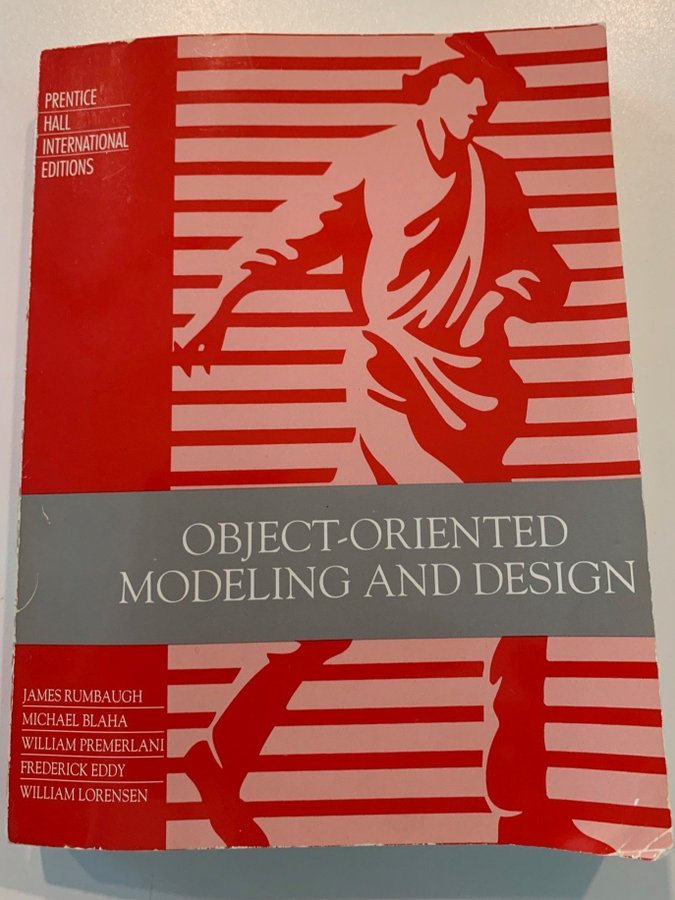 PRENTICE
HALL
INTERNATIONAL
EDITIONS
OBJECT-ORIENTED
MODELING AND DESIGN
JAMES RUMBAUGH
MICHAEL BLAHA
WILLIAM PREMERLANI
FREDERICK EDDY
WILLIAM LORENSEN